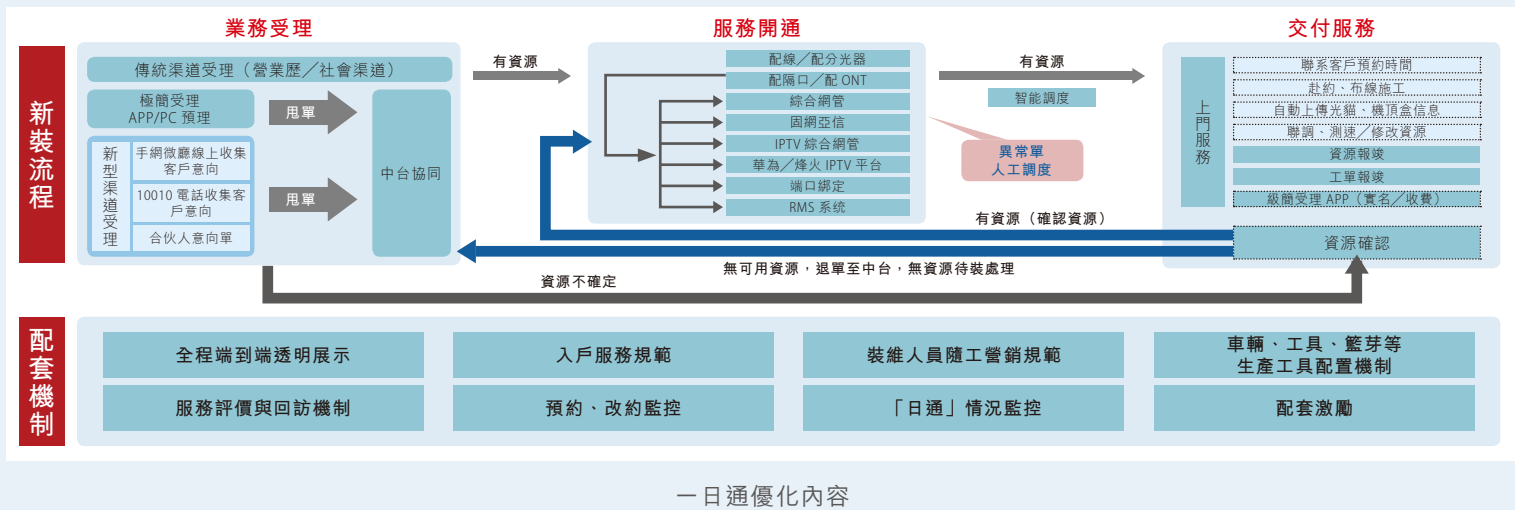 業務受理
服務開通
交付服務
新裝流程
傳統渠道受理（營業歷／社會渠道）
極簡受理
APP/PC 預理
甩單
新型渠道受理
手網微廳線上收集
客戶意向
10010 電話收集客
戶意向
合伙人意向單
甩單
中台協同
有資源
配線／配分光器
配隔口／配 ONT
綜合網管
固網亞信
IPTV 綜合網管
華為／烽火 IPTV 平台
端口綁定
RMS 系统
有資源
智能調度
異常單
人工調度
上門服務
聯系客戶預約時間
赴約、布線施工
自動上傳光貓、機頂盒信息
聯調、測速／修改資源
資源報竣
工單報竣
級簡受理 APP（實名／收費）
有資源（確認資源）
資源確認
無可用資源，退單至中台，無資源待裝處理
資源不確定
配套機制
全程端到端透明展示
入戶服務規範
裝維人員隨工營銷規範
車輛、工具、籃芽等
生產工具配置機制
服務評價與回訪機制
預約、改約監控
「日通」情況監控
配套激勵
一日通優化內容